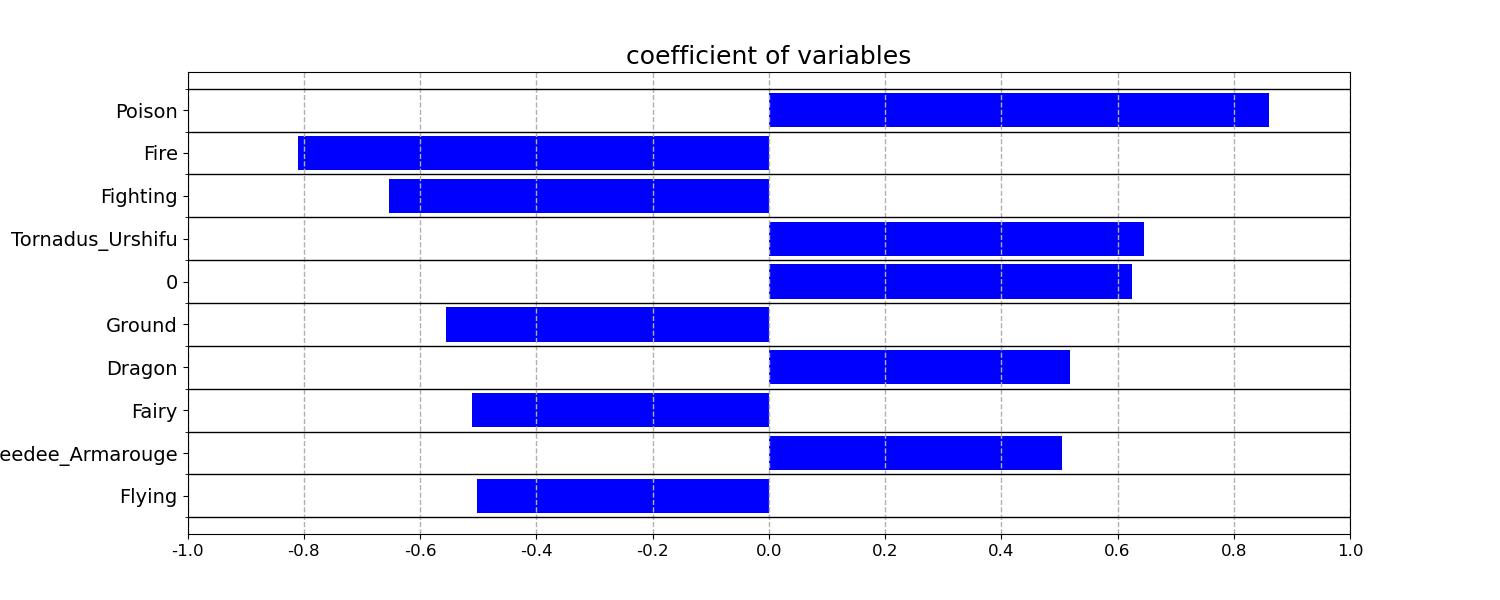 coefficient of variables
Poison
Fire
Fighting
Tornadus_Urshifu
0
Ground
Dragon
Fairy
eedee_Armarouge
Flying
-1.0 -0.8 -0.6 -0.4 -0.2 0.0 0.2 0.4 0.6 0.8 1.0